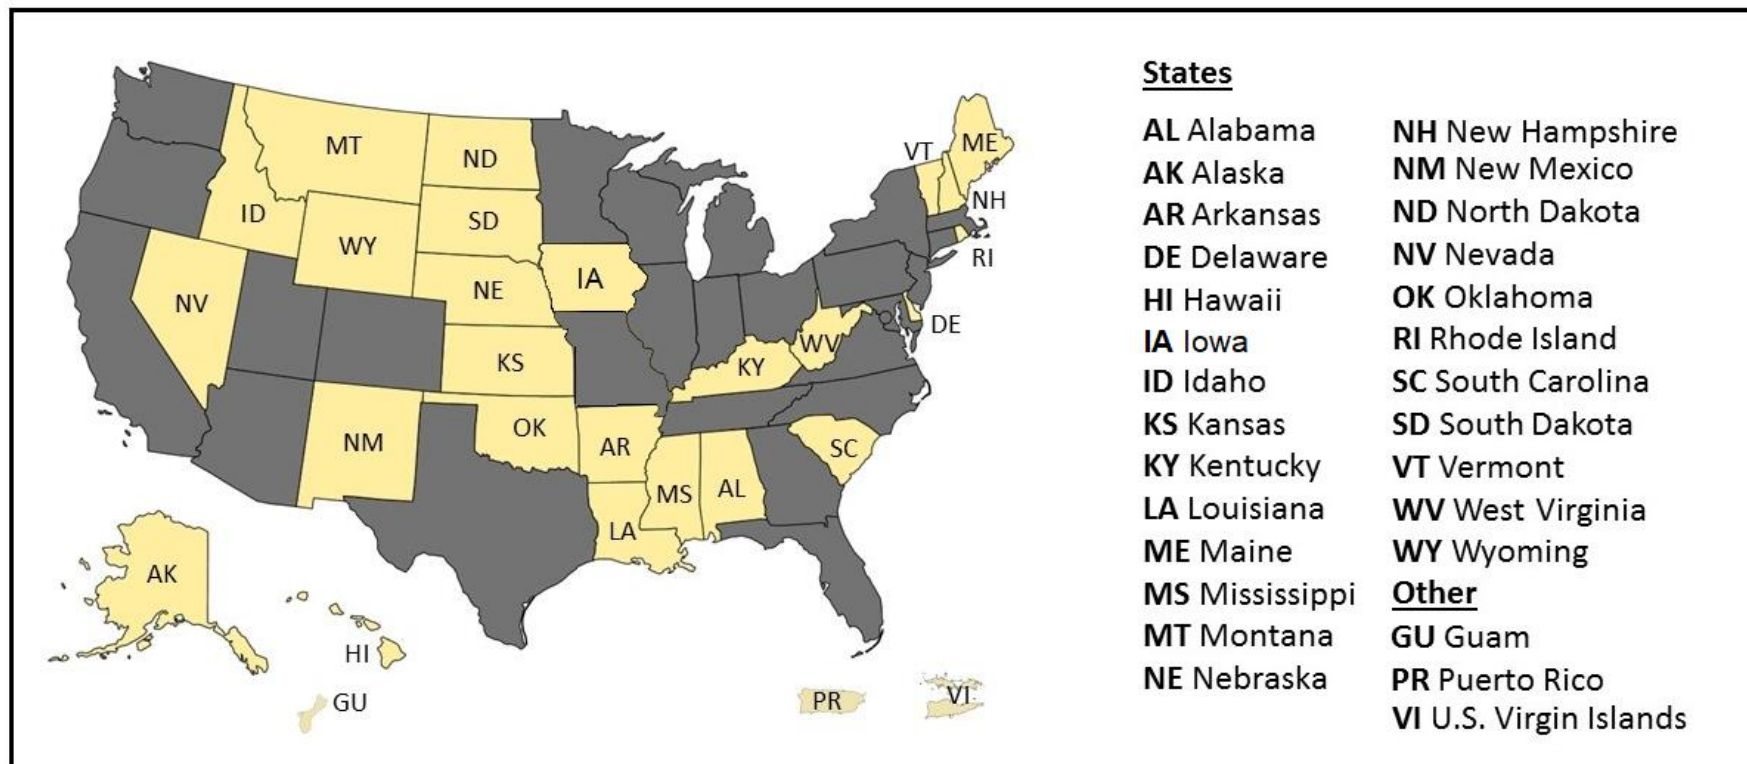 MT
ND
ME
VT
NH
ID
SD
WY
RI
IA
NE
NV
DE
WV
KS
KY
OK
NM
AR
SC
MS
AL
LA
AK
HI
GU
PR
VI
States
AL Alabama
AK Alaska
AR Arkansas
DE Delaware
HI Hawaii
IA Iowa
ID Idaho
KS Kansas
KY Kentucky
LA Louisiana
ME Maine
MS Mississippi
MT Montana
NE Nebraska
NH New Hampshire
NM New Mexico
ND North Dakota
NV Nevada
OK Oklahoma
RI Rhode Island
SC South Carolina
SD South Dakota
VT Vermont
WV West Virginia
WY Wyoming
Other
GU Guam
PR Puerto Rico
VI U.S. Virgin Islands